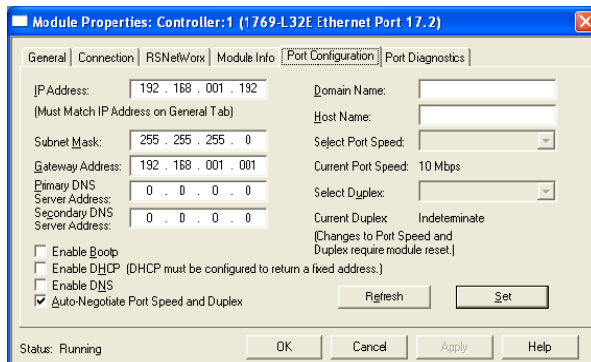 Module Properties: Controller:1 (1769-L32E Ethernet Port 17.2)
General Connection RSNetWorx Module Info Port Configuration Port Diagnostics
IP Address: 192 . 168 . 001 . 192
(Must Match IP Address on General Tab)
Subnet Mask: 255 . 255 . 255 . 0
Gateway Address: 192 . 168 . 001 . 001
Primary DNS
Server Address: 0 . 0 . 0 . 0
Secondary DNS
Server Address: 0 . 0 . 0 . 0
Enable Bootp
Enable DHCP (DHCP must be configured to return a fixed address.)
Enable DNS
Auto-Negotiate Port Speed and Duplex
Domain Name:
Host Name:
Select Port Speed:
Current Port Speed: 10 Mbps
Select Duplex:
Current Duplex Indeterminate
(Changes to Port Speed and
Duplex require module reset.)
Refresh Set
Status: Running
OK Cancel Apply Help